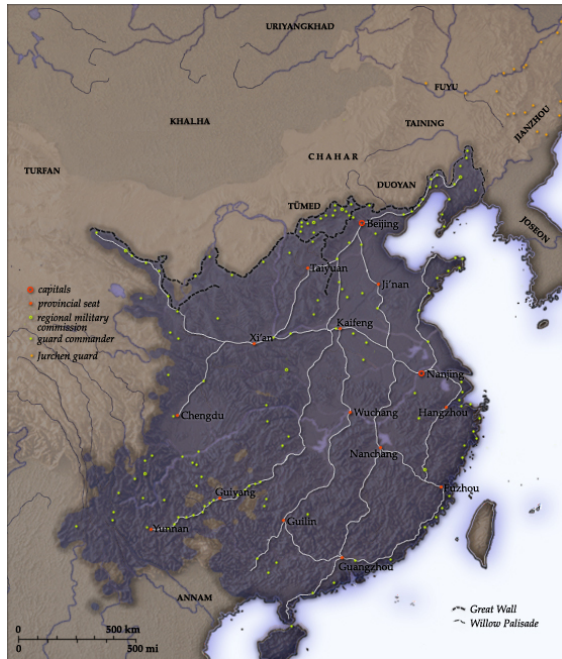 URIYANGKHAD
FUYU
KHALHA
TAINING
JIANZHOU
CHAHAR
TURFAN
DUOYAN
TÜMED
JOSEON
Beijing
Taiyuan
Ji'nan
capitals
provincial seat
regional military
commission
guard commander
Jurchen guard
Kaifeng
Xi'an
Nanjing
Chengdu
Wuchang
Hangzhou
Nanchang
Guiyang
Fuzhou
Guilin
Yunnan
Guangzhou
ANNAM
Great Wall
Willow Palisade
0 500 km
0 500 mi